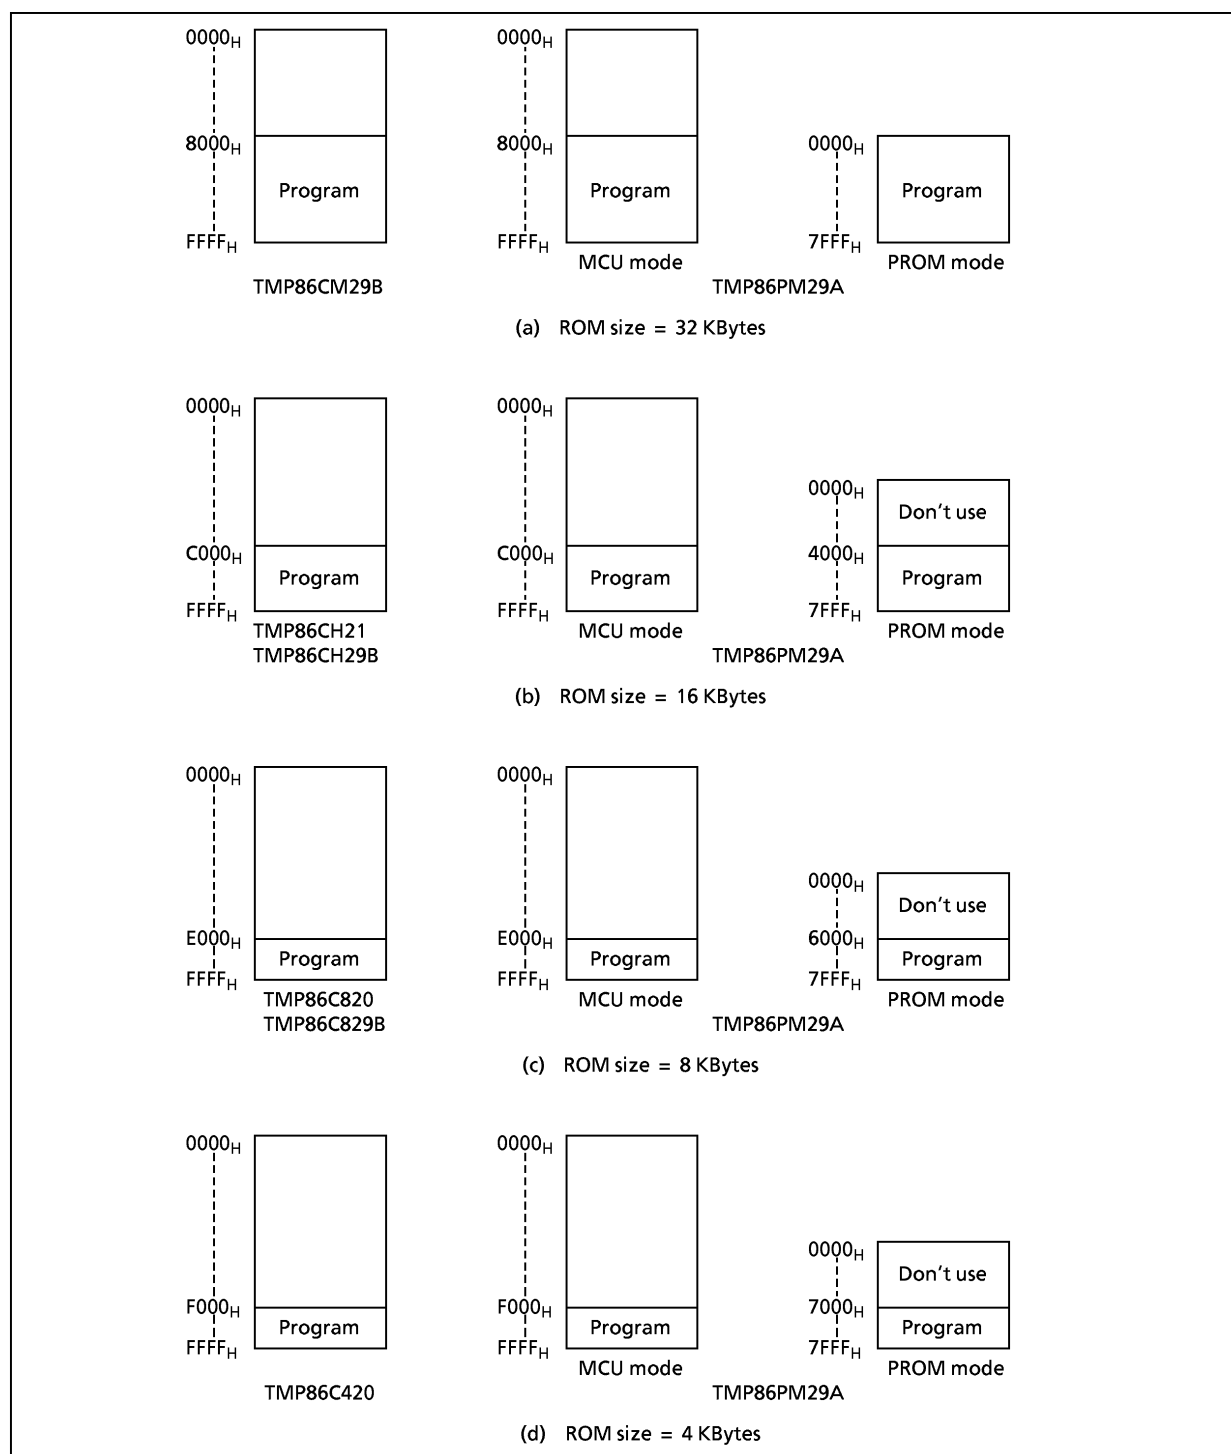 0000H 0000H
8000H 8000H 0000H
Program Program Program
FFFFH FFFFH 7FFFH
MCU mode PROM mode
TMP86CM29B TMP86PM29A
(a) ROM size = 32 KBytes
0000H 0000H
0000H
Don't use
C000H C000H 4000H
Program Program Program
FFFFH FFFFH 7FFFH
TMP86CH21 MCU mode PROM mode
TMP86CH29B TMP86PM29A
(b) ROM size = 16 KBytes
0000H 0000H
0000H
Don't use
E000H E000H 6000H
Program Program Program
FFFFH FFFFH 7FFFH
TMP86C820 MCU mode PROM mode
TMP86C829B TMP86PM29A
(c) ROM size = 8 KBytes
0000H 0000H
0000H
Don't use
F000H F000H 7000H
Program Program Program
FFFFH FFFFH 7FFFH
MCU mode PROM mode
TMP86C420 TMP86PM29A
(d) ROM size = 4 KBytes